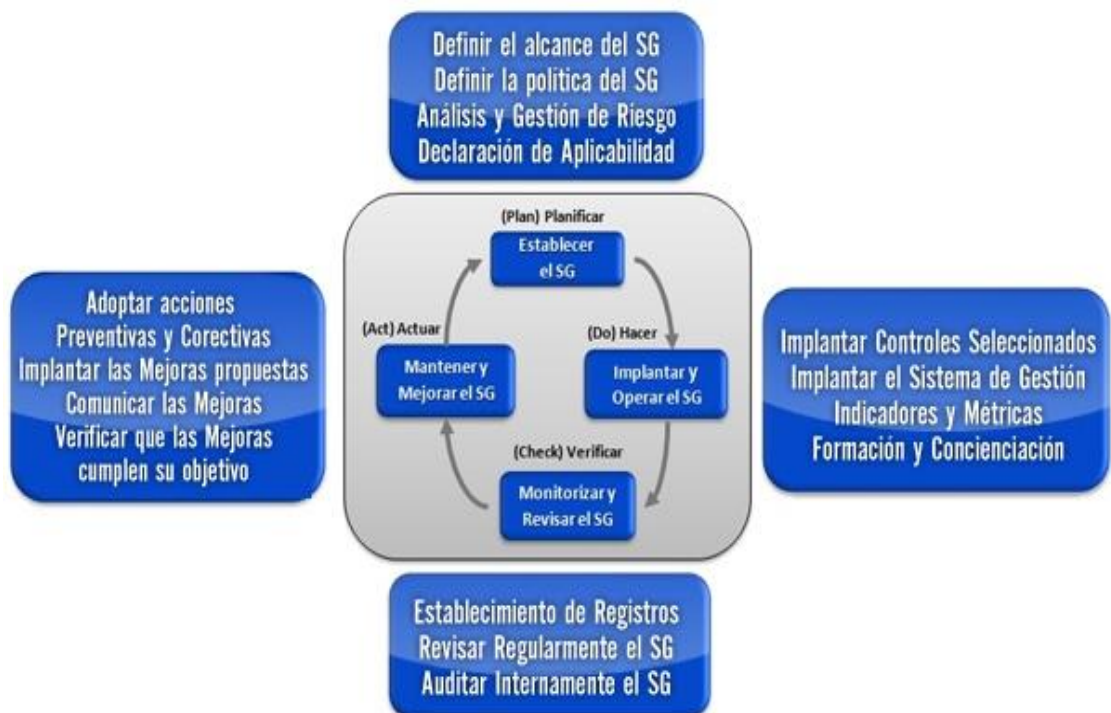 Definir el alcance del SG
Definir la política del SG
Análisis y Gestión de Riesgo
Declaración de Aplicabilidad
(Plan) Planificar
Establecer
el SG
Adoptar acciones
Preventivas y Corectivas
Implantar las Mejoras propuestas
Comunicar las Mejoras
Verificar que las Mejoras
cumplen su objetivo
(Act) Actuar
Mantener y
Mejorar el SG
(Do) Hacer
Implantar y
Operar el SG
Implantar Controles Seleccionados
Implantar el Sistema de Gestión
Indicadores y Métricas
Formación y Concienciación
(Check) Verificar
Monitorizar y
Revisar el SG
Establecimiento de Registros
Revisar Regularmente el SG
Auditar Internamente el SG